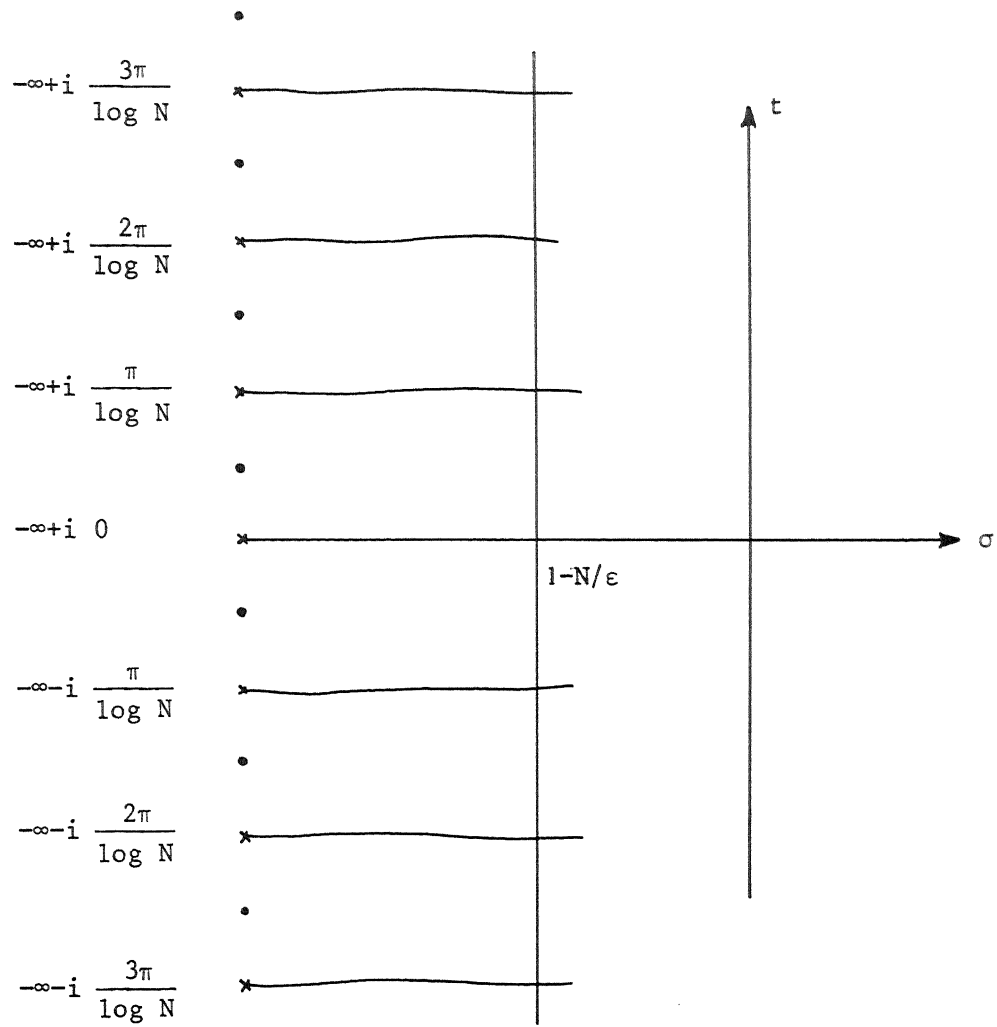 −∞+i 3π/log N
t
−∞+i 2π/log N
−∞+i π/log N
−∞+i 0
σ
1-N/ε
−∞−i π/log N
−∞−i 2π/log N
−∞−i 3π/log N